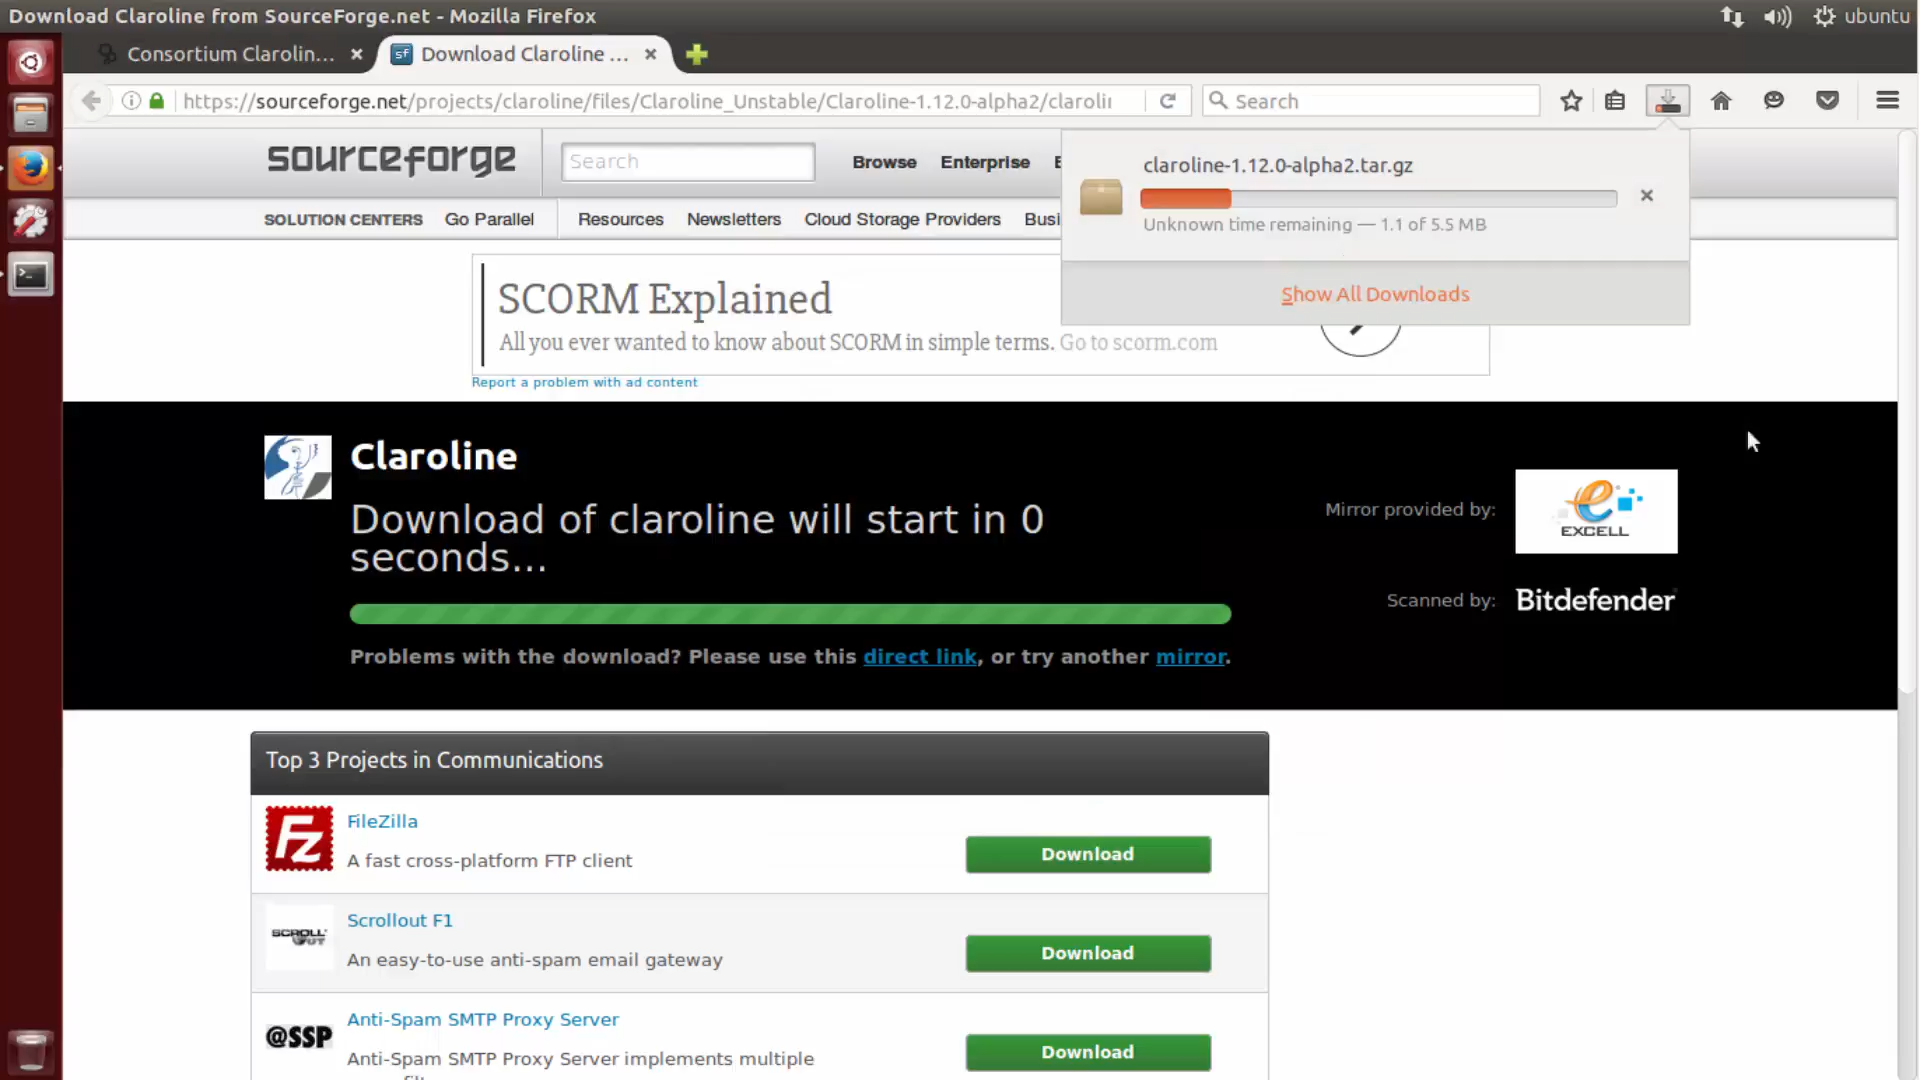 Download Claroline from SourceForge.net - Mozilla Firefox
ubuntu
Consortium Clarolin...
sf
Download Claroline ...
https://sourceforge.net/projects/claroline/files/Claroline_Unstable/Claroline-1.12.0-alpha2/claroli
Search
sourceforge
Search
Browse
Enterprise
claroline-1.12.0-alpha2.tar.gz
Unknown time remaining — 1.1 of 5.5 MB
Show All Downloads
SOLUTION CENTERS
Go Parallel
Resources
Newsletters
Cloud Storage Providers
Busi
SCORM Explained
All you ever wanted to know about SCORM in simple terms. Go to scorm.com
Report a problem with ad content
Claroline
Download of claroline will start in 0
seconds...
Problems with the download? Please use this direct link, or try another mirror.
Mirror provided by:
EXCELL
Scanned by:
Bitdefender
Top 3 Projects in Communications
Fz
FileZilla
A fast cross-platform FTP client
Download
SCROLLOUT
Scrollout F1
An easy-to-use anti-spam email gateway
Download
@SSP
Anti-Spam SMTP Proxy Server
Anti-Spam SMTP Proxy Server implements multiple
Download